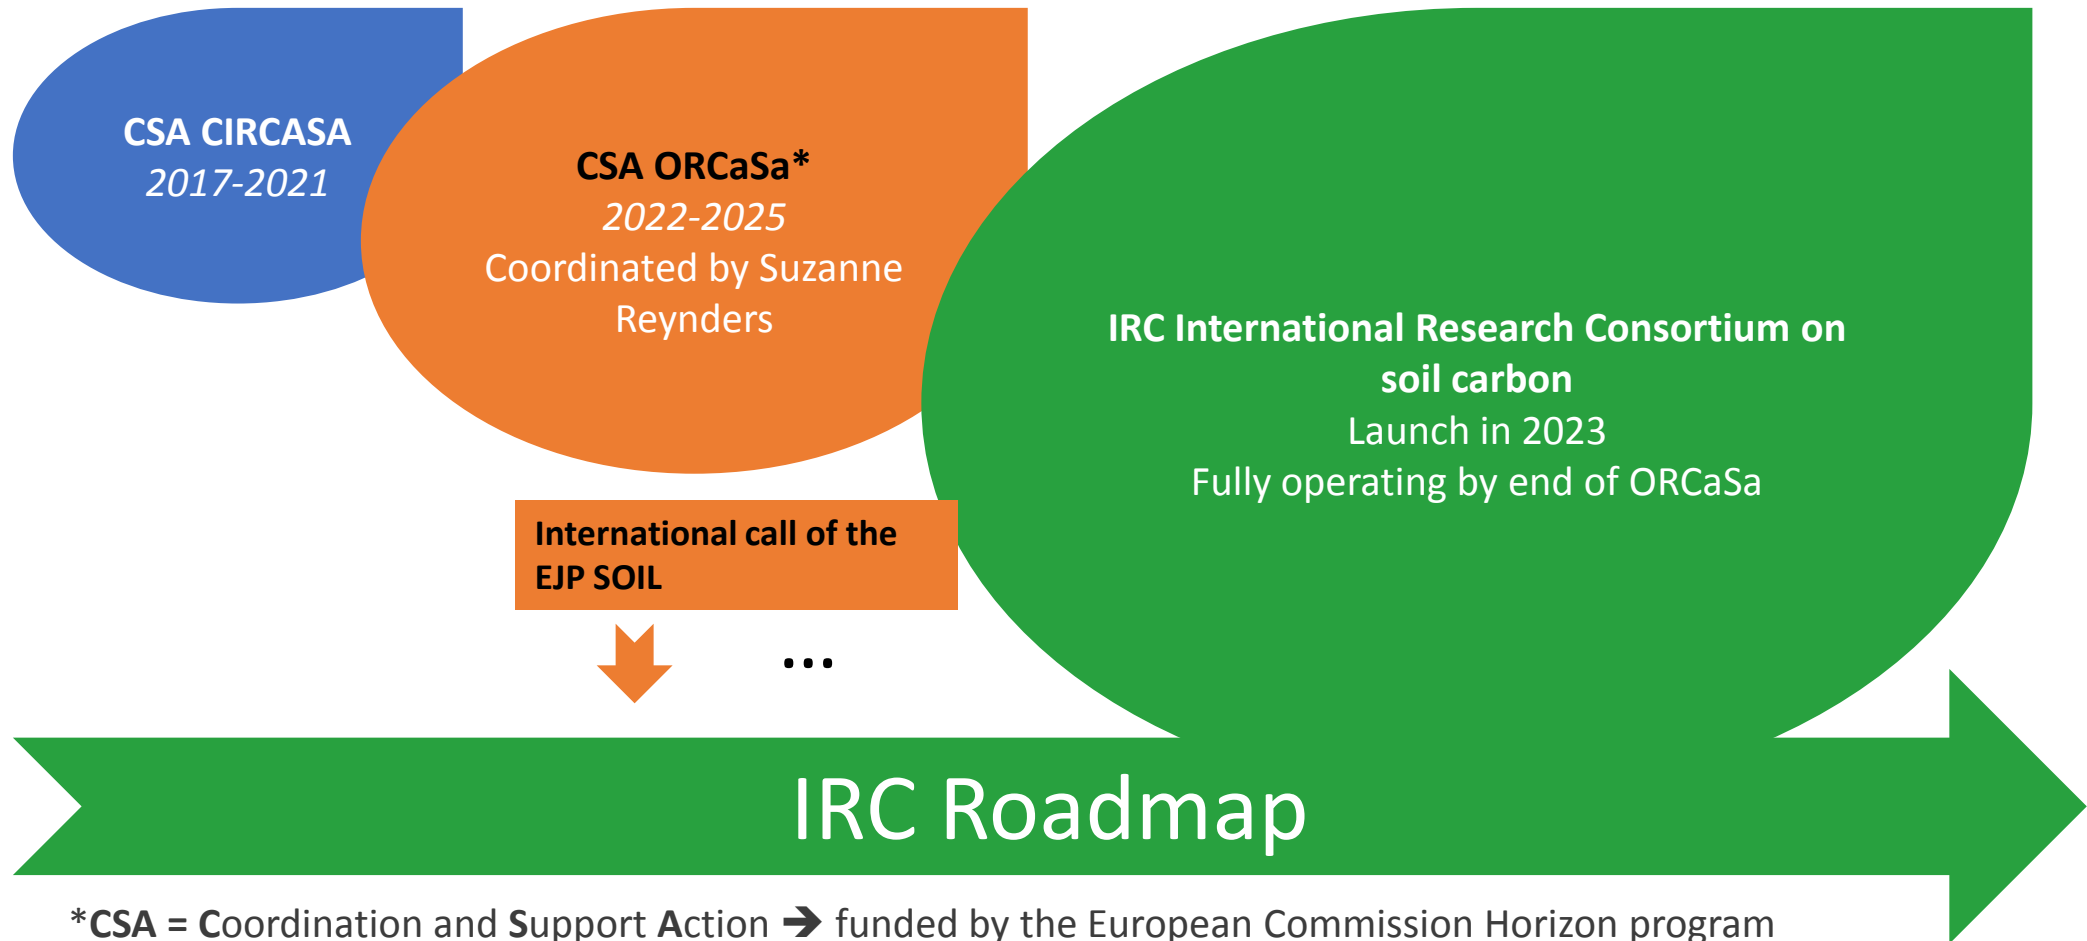 CSA CIRCASA
2017-2021
CSA ORCaSa*
2022-2025
Coordinated by Suzanne
Reynders
IRC International Research Consortium on
soil carbon
Launch in 2023
Fully operating by end of ORCaSa
International call of the
EJP SOIL
...
IRC Roadmap
*CSA = Coordination and Support Action ➔ funded by the European Commission Horizon program